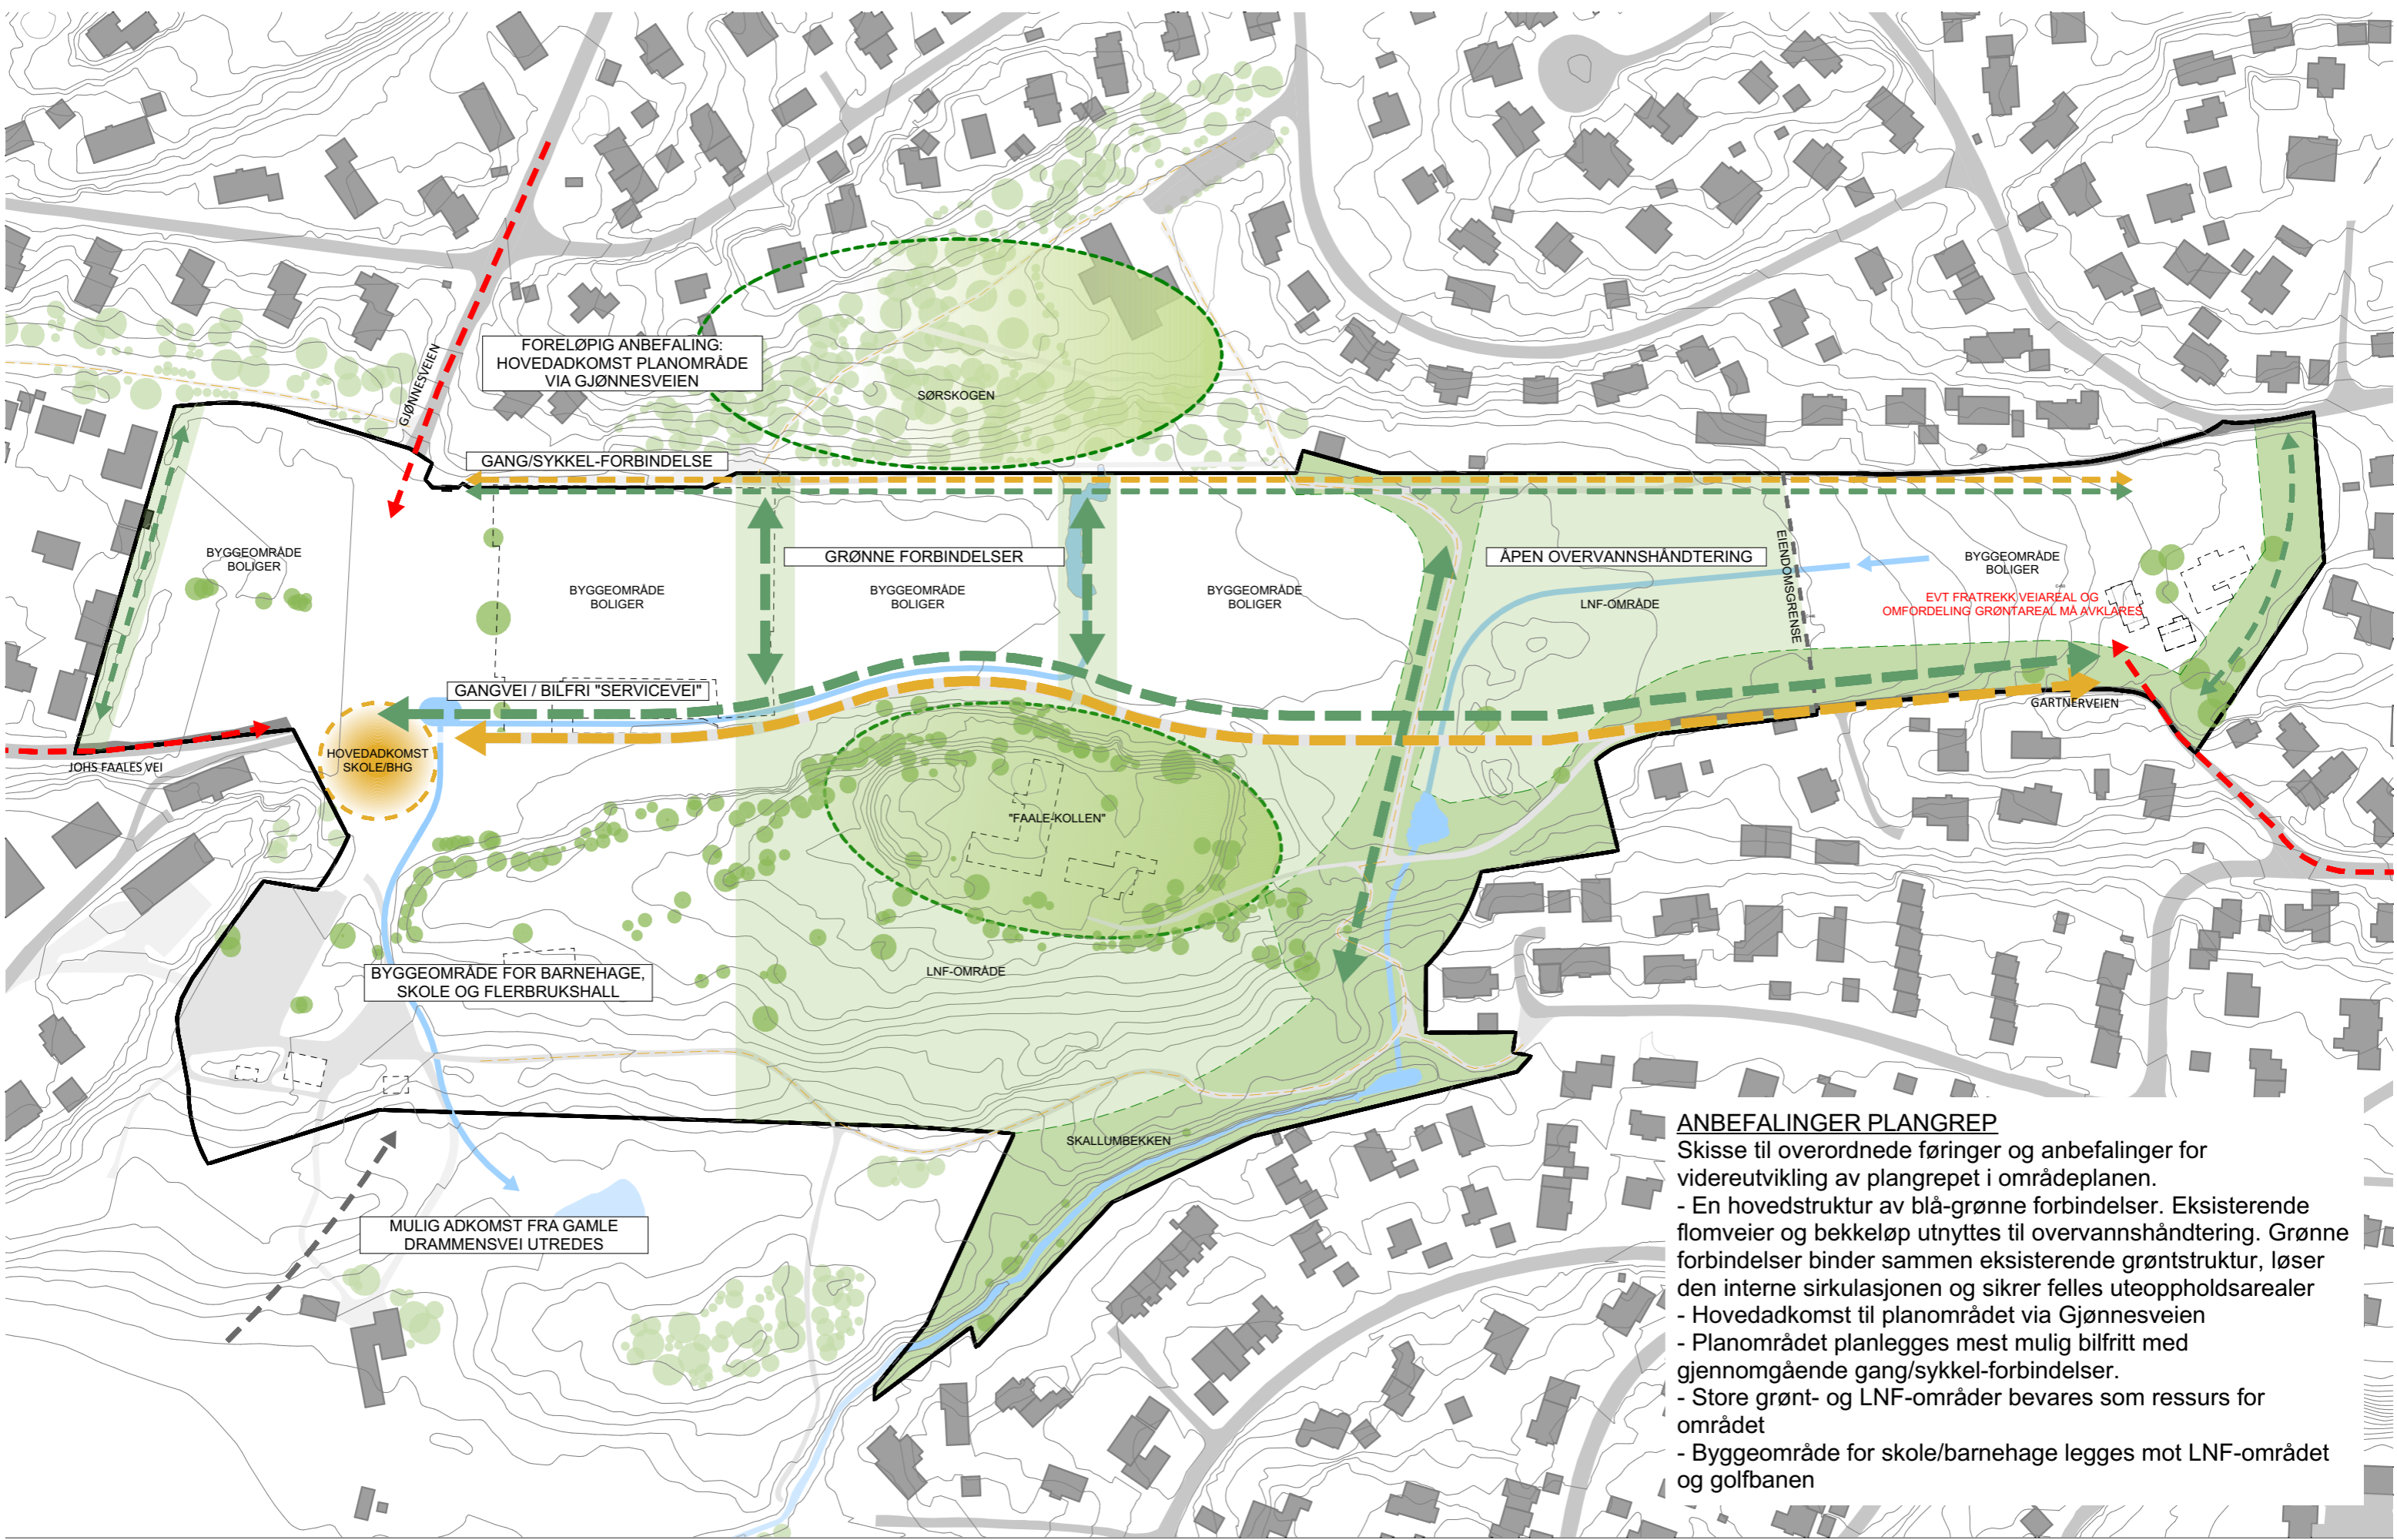 FORELØPIG ANBEFALING:
HOVEDADKOMST PLANOMRÅDE
VIA GJØNNESVEIEN
GJØNNESVEIEN
SØRSKOGEN
GANG/SYKKEL-FORBINDELSE
BYGGEOMRÅDE
BOLIGER
BYGGEOMRÅDE
BOLIGER
GRØNNE FORBINDELSER
BYGGEOMRÅDE
BOLIGER
BYGGEOMRÅDE
BOLIGER
ÅPEN OVERVANNSHÅNDTERING
LNF-OMRÅDE
EIENDOMSGRENSE
BYGGEOMRÅDE
BOLIGER
EVT FRATREKK VEIAREAL OG
OMFORDELING GRØNTAREAL MÅ AVKLARES
GANGVEI / BILFRI "SERVICEVEI"
GARTNERVEIEN
HOVEDADKOMST
SKOLE/BHG
JOHS FAALES VEI
"FAALE-KOLLEN"
LNF-OMRÅDE
BYGGEOMRÅDE FOR BARNEHAGE,
SKOLE OG FLERBRUKSHALL
SKALLUMBEKKEN
MULIG ADKOMST FRA GAMLE
DRAMMENSVEI UTREDES
ANBEFALINGER PLANGREP
Skisse til overordnede føringer og anbefalinger for
videreutvikling av plangrepet i områdeplanen.
- En hovedstruktur av blå-grønne forbindelser. Eksisterende
flomveier og bekkeløp utnyttes til overvannshåndtering. Grønne
forbindelser binder sammen eksisterende grøntstruktur, løser
den interne sirkulasjonen og sikrer felles uteoppholdsarealer
- Hovedadkomst til planområdet via Gjønnesveien
- Planområdet planlegges mest mulig bilfritt med
gjennomgående gang/sykkel-forbindelser.
- Store grønt- og LNF-områder bevares som ressurs for
området
- Byggeområde for skole/barnehage legges mot LNF-området
og golfbanen